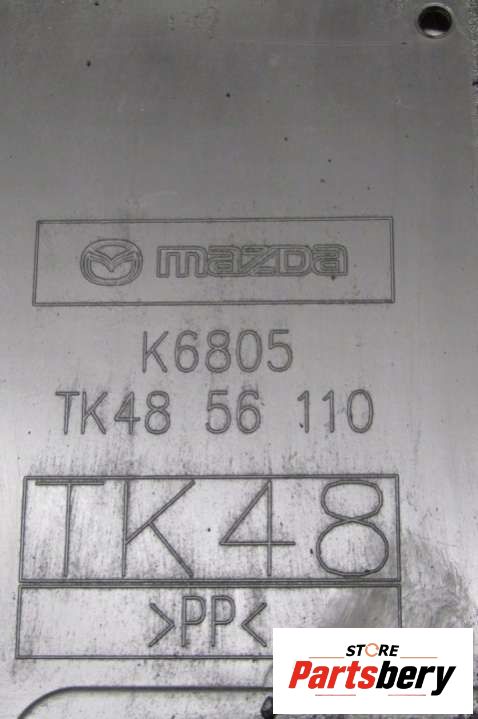 mazda
K6805
TK48 56 110
TK48
>PP<
STORE
Partsbery